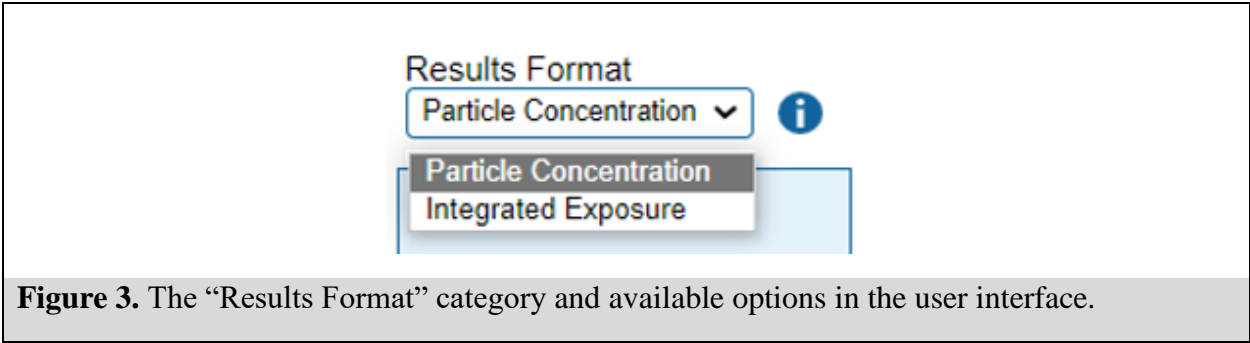 Results Format
Particle Concentration
Particle Concentration
Integrated Exposure
Figure 3. The “Results Format” category and available options in the user interface.